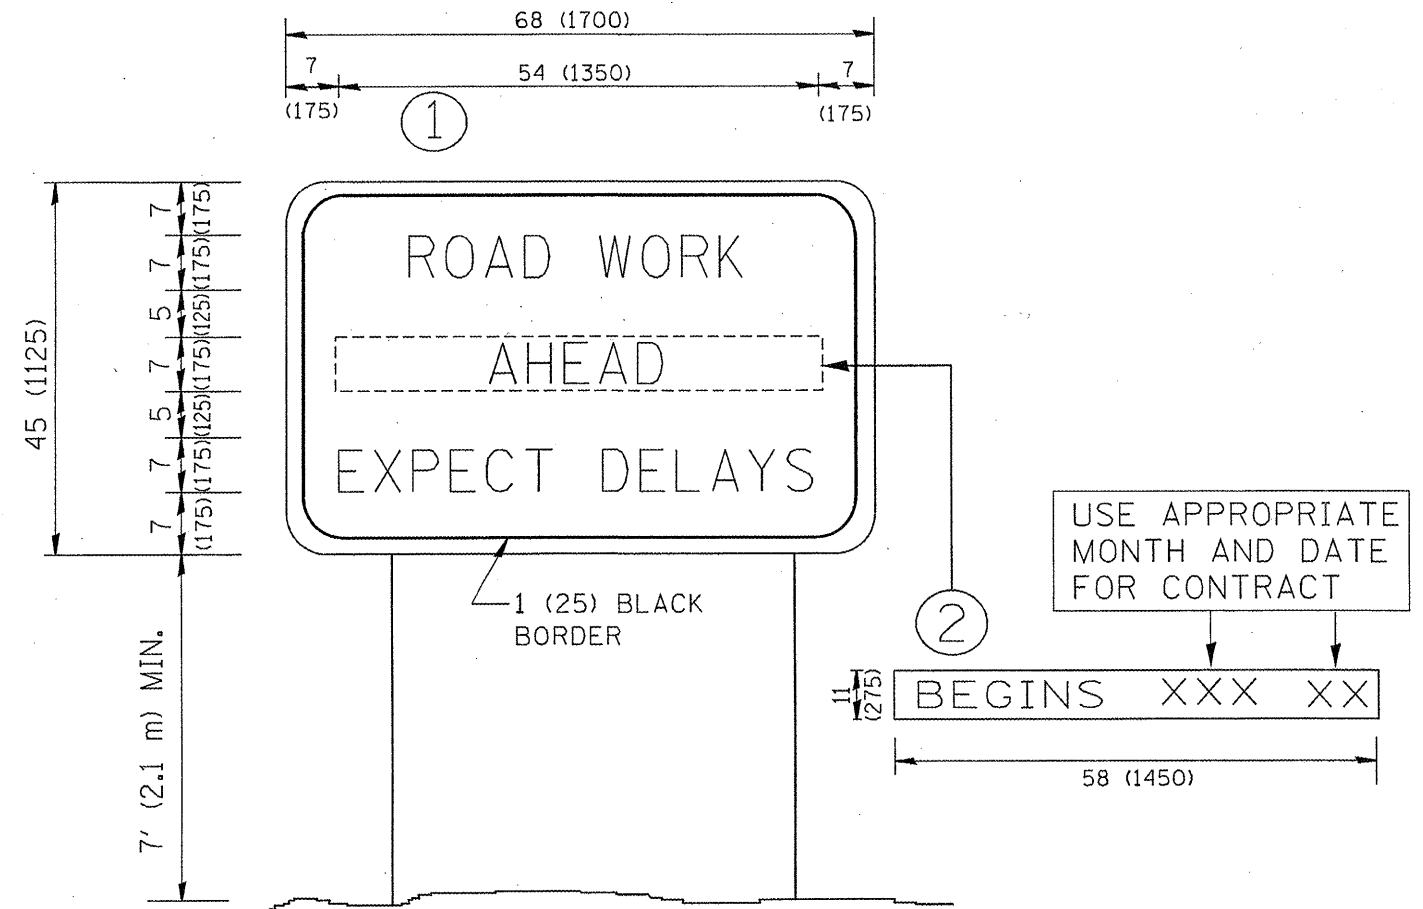 68 (1700)
7
54 (1350)
7
(175)
(175)
1
45 (1125)
7
(175)
7
(175)
5
(125)
7
(175)
5
(125)
7
(175)
7
(175)
ROAD WORK
AHEAD
EXPECT DELAYS
1 (25) BLACK
BORDER
7' (2.1 m) MIN.
2
USE APPROPRIATE
MONTH AND DATE
FOR CONTRACT
11
(275)
BEGINS XXX XX
58 (1450)